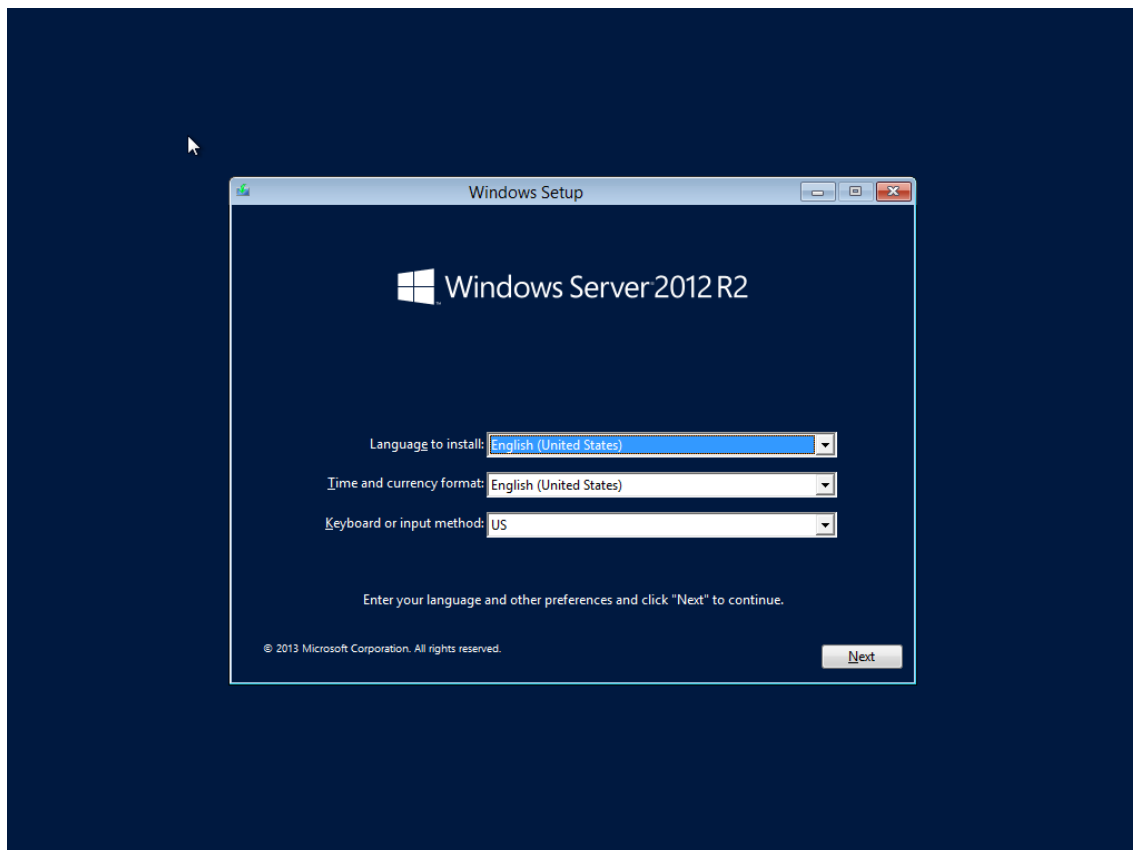 Windows Setup
Windows Server 2012 R2
Language to install: English (United States)
Time and currency format: English (United States)
Keyboard or input method: US
Enter your language and other preferences and click "Next" to continue.
© 2013 Microsoft Corporation. All rights reserved.
Next